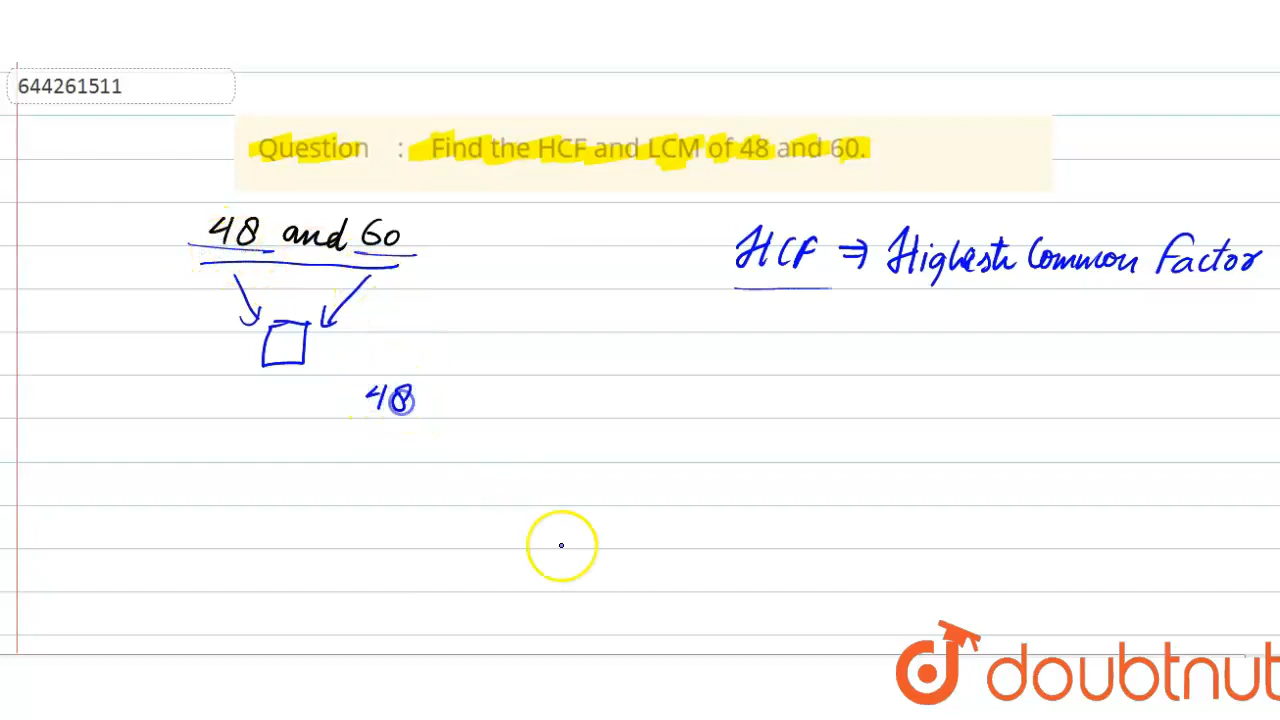 644261511
Question : Find the HCF and LCM of 48 and 60.
48 and 60
HCF ⇒ Highest Common Factor
48
doubtnut